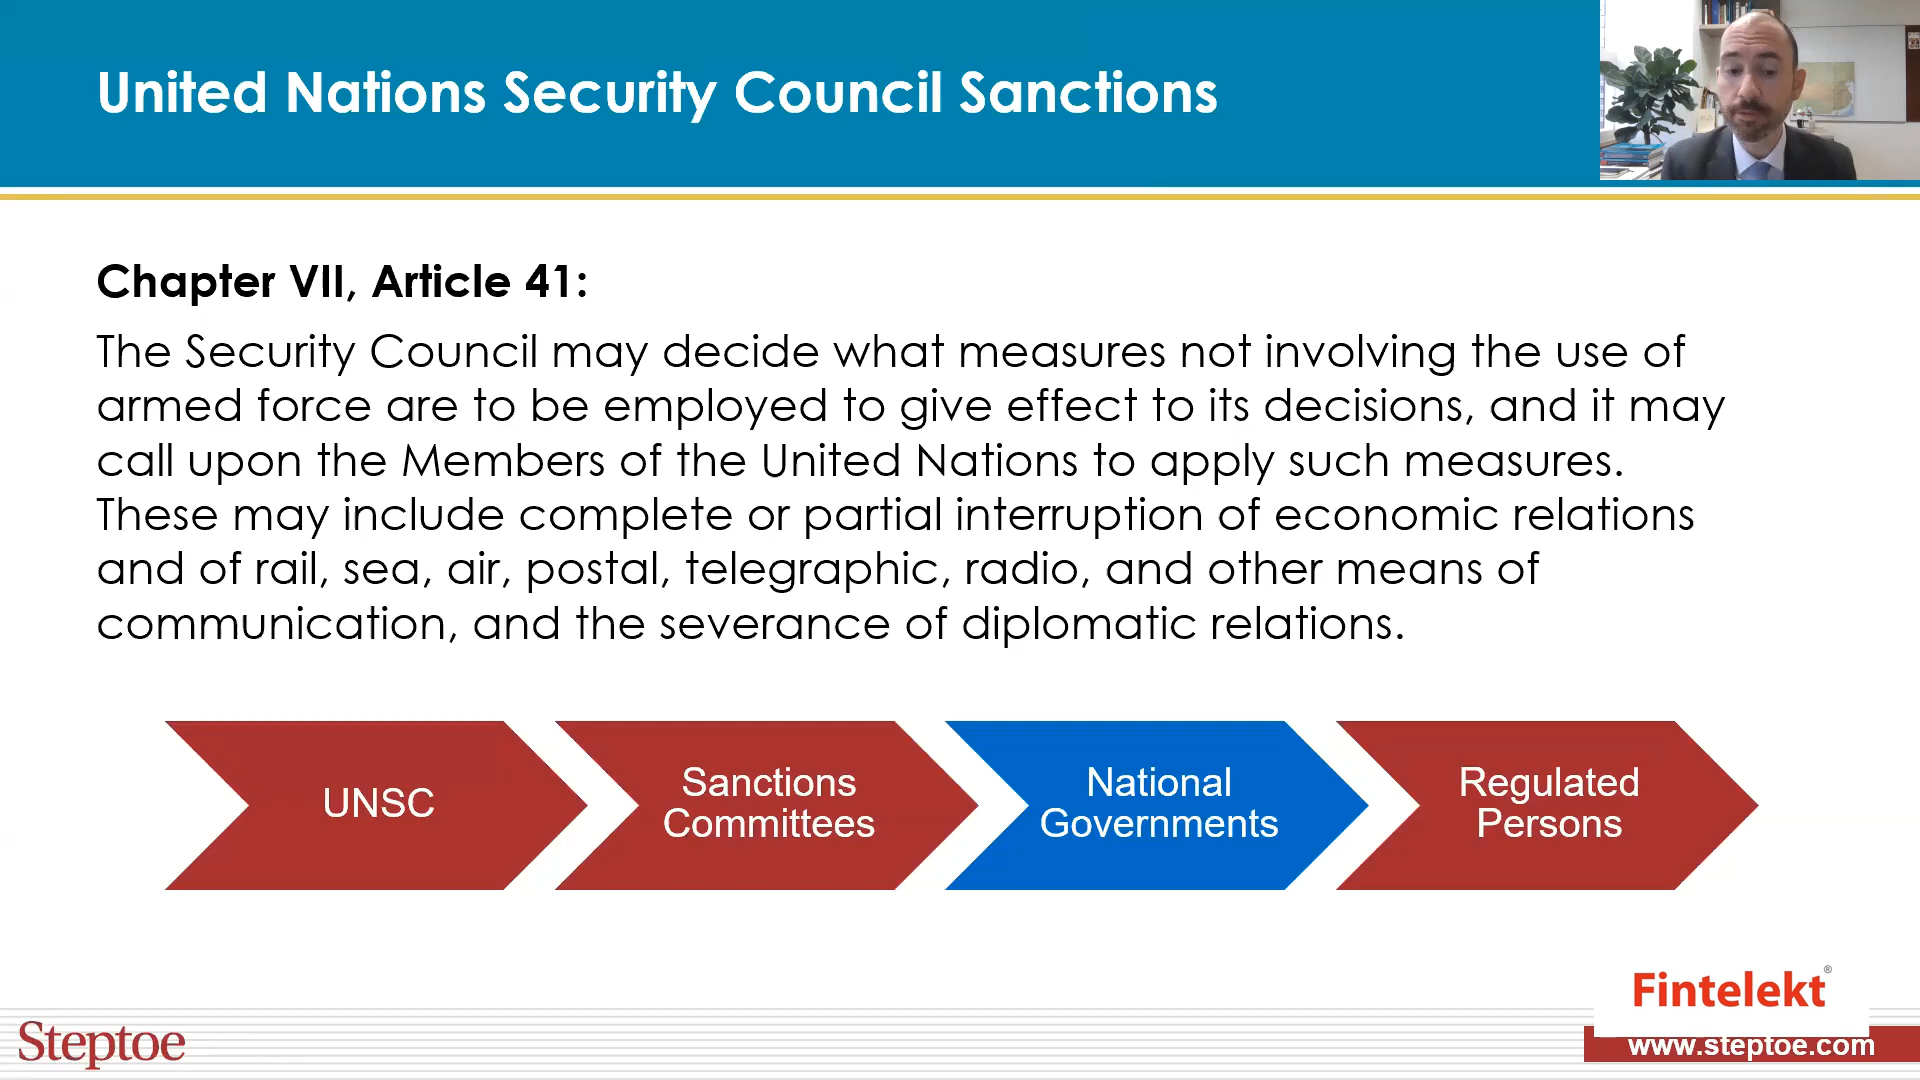 United Nations Security Council Sanctions
Chapter VII, Article 41:
The Security Council may decide what measures not involving the use of
armed force are to be employed to give effect to its decisions, and it may
call upon the Members of the United Nations to apply such measures.
These may include complete or partial interruption of economic relations
and of rail, sea, air, postal, telegraphic, radio, and other means of
communication, and the severance of diplomatic relations.
UNSC
Sanctions
Committees
National
Governments
Regulated
Persons
Fintelekt®
Steptoe
www.steptoe.com